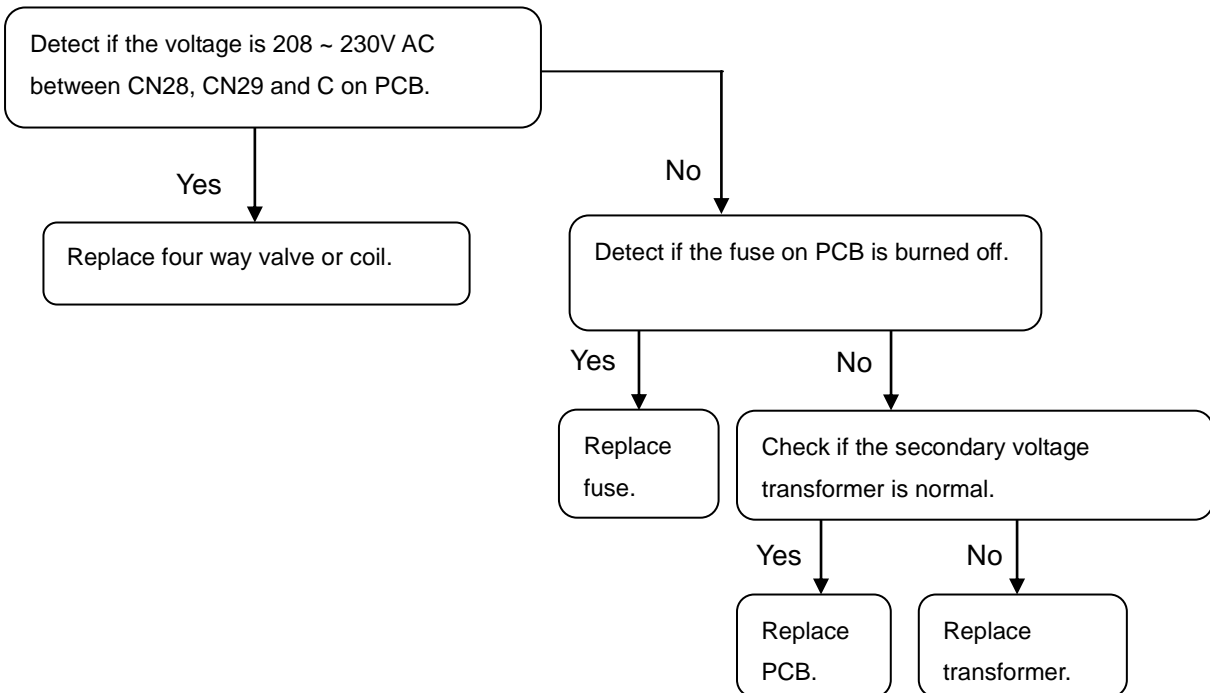 Detect if the voltage is 208 ~ 230V AC
between CN28, CN29 and C on PCB.
Yes
No
Replace four way valve or coil.
Detect if the fuse on PCB is burned off.
Yes
No
Replace
fuse.
Check if the secondary voltage
transformer is normal.
Yes
No
Replace
PCB.
Replace
transformer.